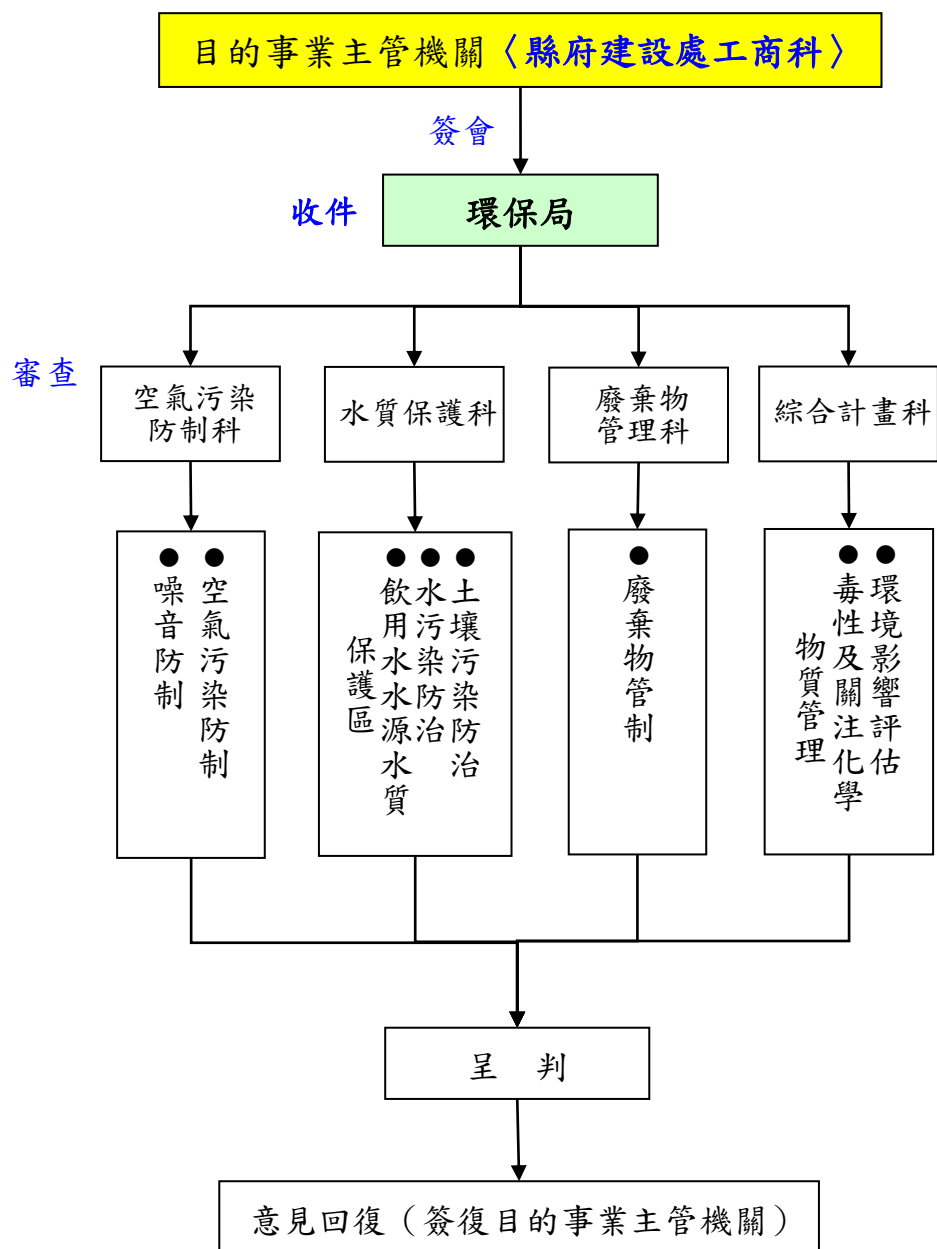 目的事業主管機關〈縣府建設處工商科〉
簽會
收件
環保局
審查
空氣污染
防制科
水質保護科
廢棄物
管理科
綜合計畫科
●空氣污染防制
●噪音防制
●土壤污染防治
●水污染防治
●飲用水水源水質
保護區
●廢棄物管制
●環境影響評估
●毒性及關注化學
物質管理
呈 判
意見回復（簽復目的事業主管機關）